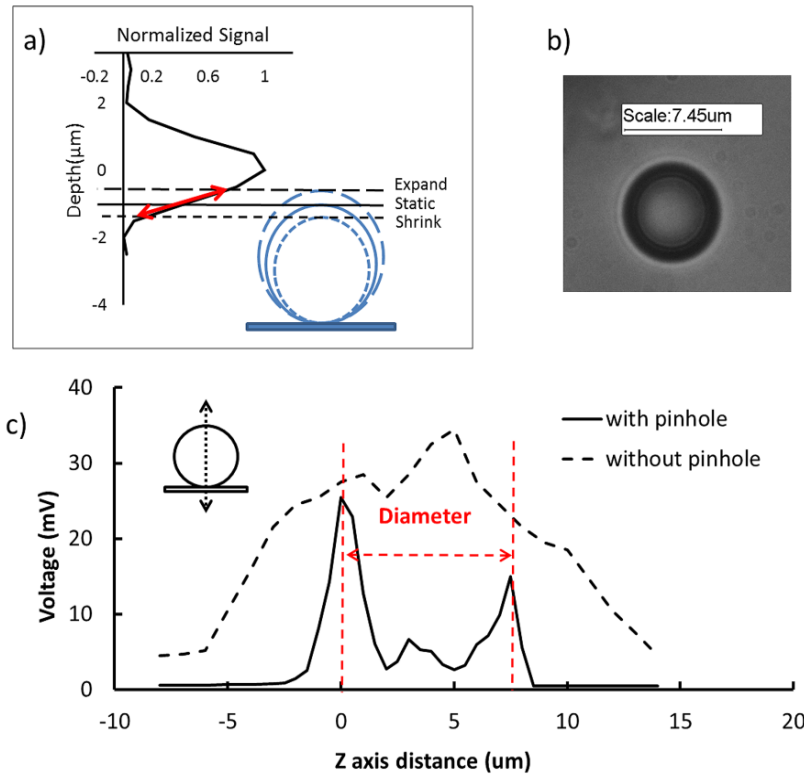 a)
Normalized Signal
-0.2 0.2 0.6 1
2
0
-2
-4
Depth(μm)
Expand
Static
Shrink
b)
Scale:7.45um
c)
40
30
20
10
0
Voltage (mV)
with pinhole
without pinhole
Diameter
-10 -5 0 5 10 15 20
Z axis distance (um)